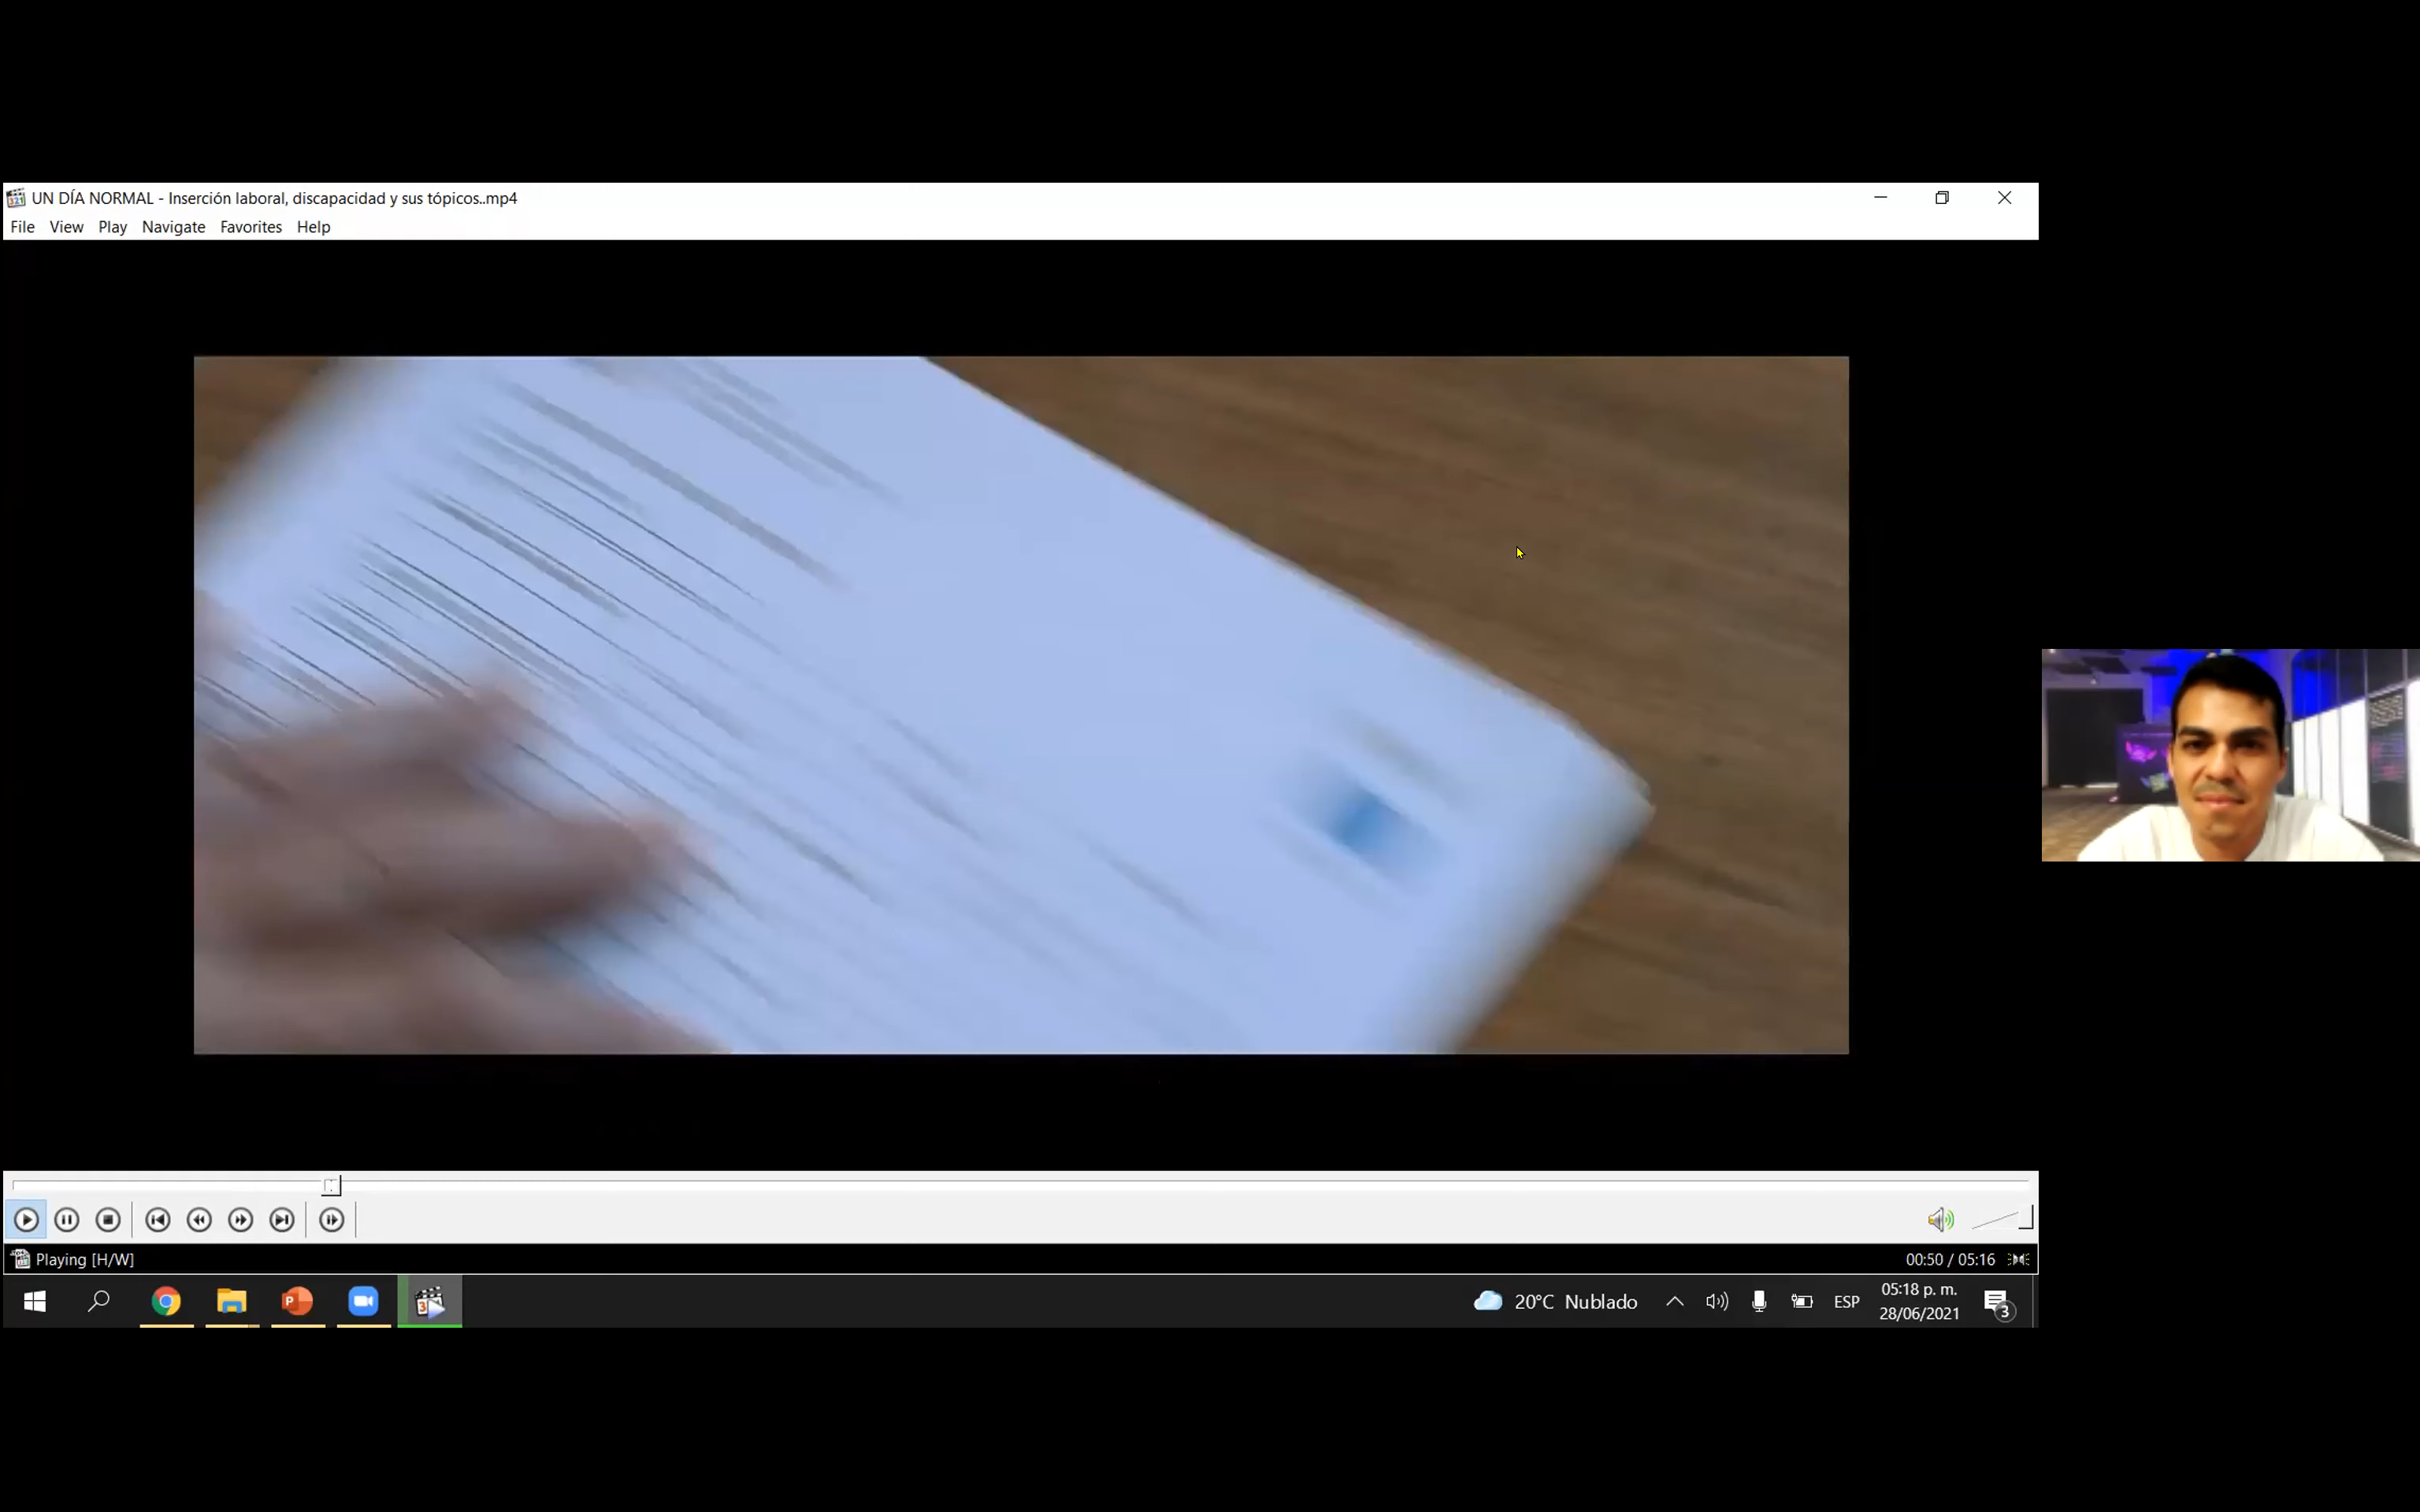 UN DÍA NORMAL - Inserción laboral, discapacidad y sus tópicos..mp4
File View Play Navigate Favorites Help
Playing [H/W]
00:50 / 05:16
20°C Nublado
ESP
05:18 p. m.
28/06/2021
3